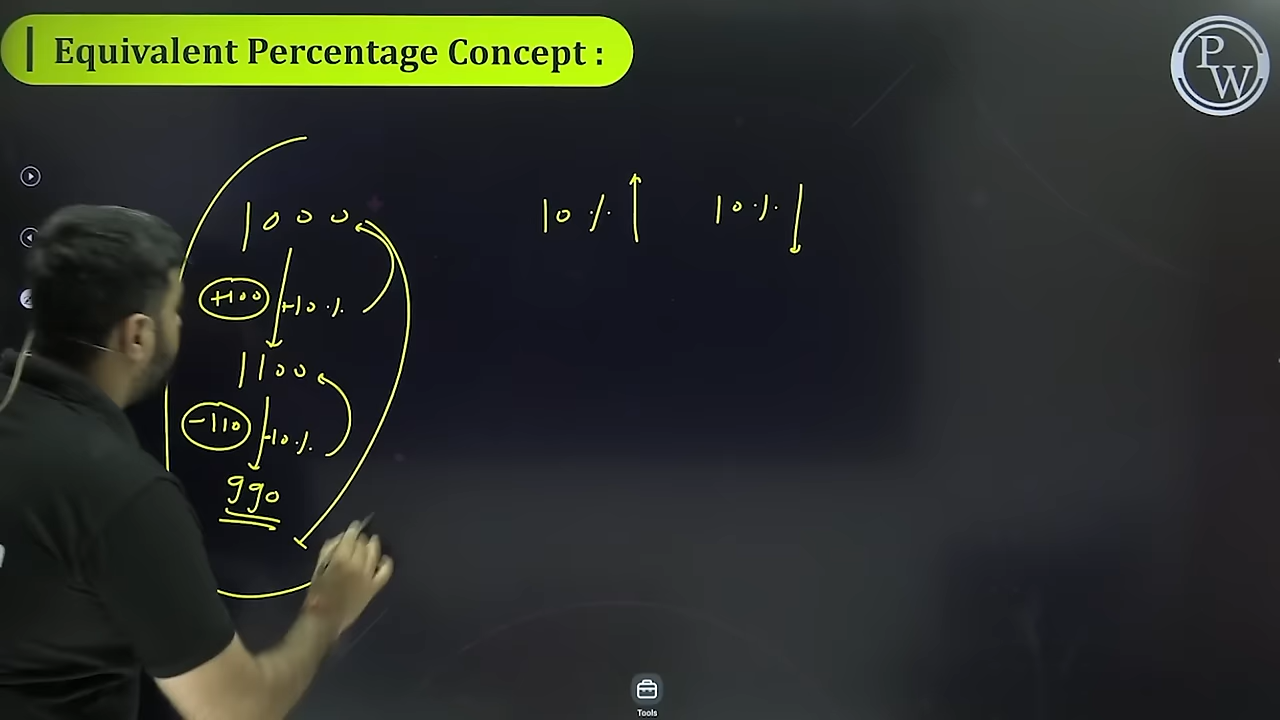 Equivalent Percentage Concept :
PW
1000
+100 +10%
1100
-110 -10%
990
10% ↑ 10% ↓
Tools